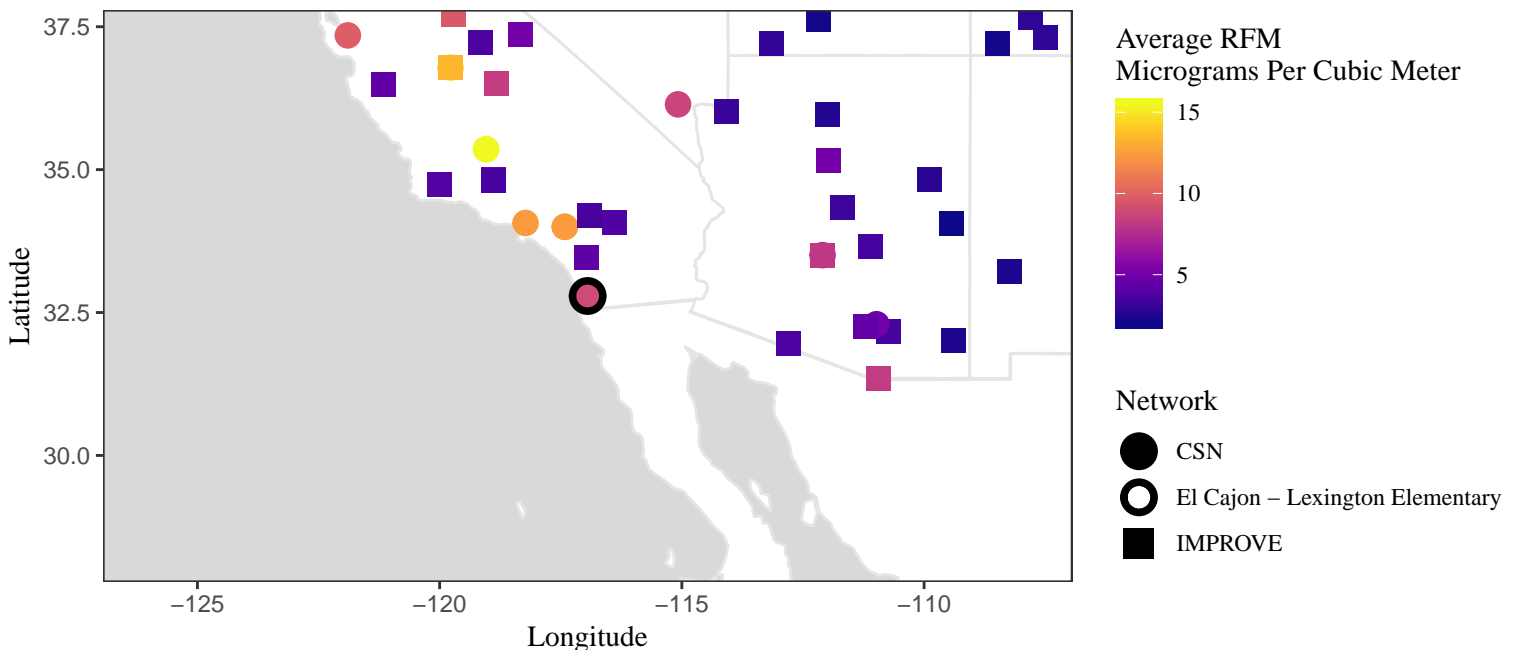 37.5
35.0
32.5
30.0
Latitude
−125
−120
−115
−110
Longitude
Average RFM
Micrograms Per Cubic Meter
15
10
5
Network
CSN
El Cajon − Lexington Elementary
IMPROVE